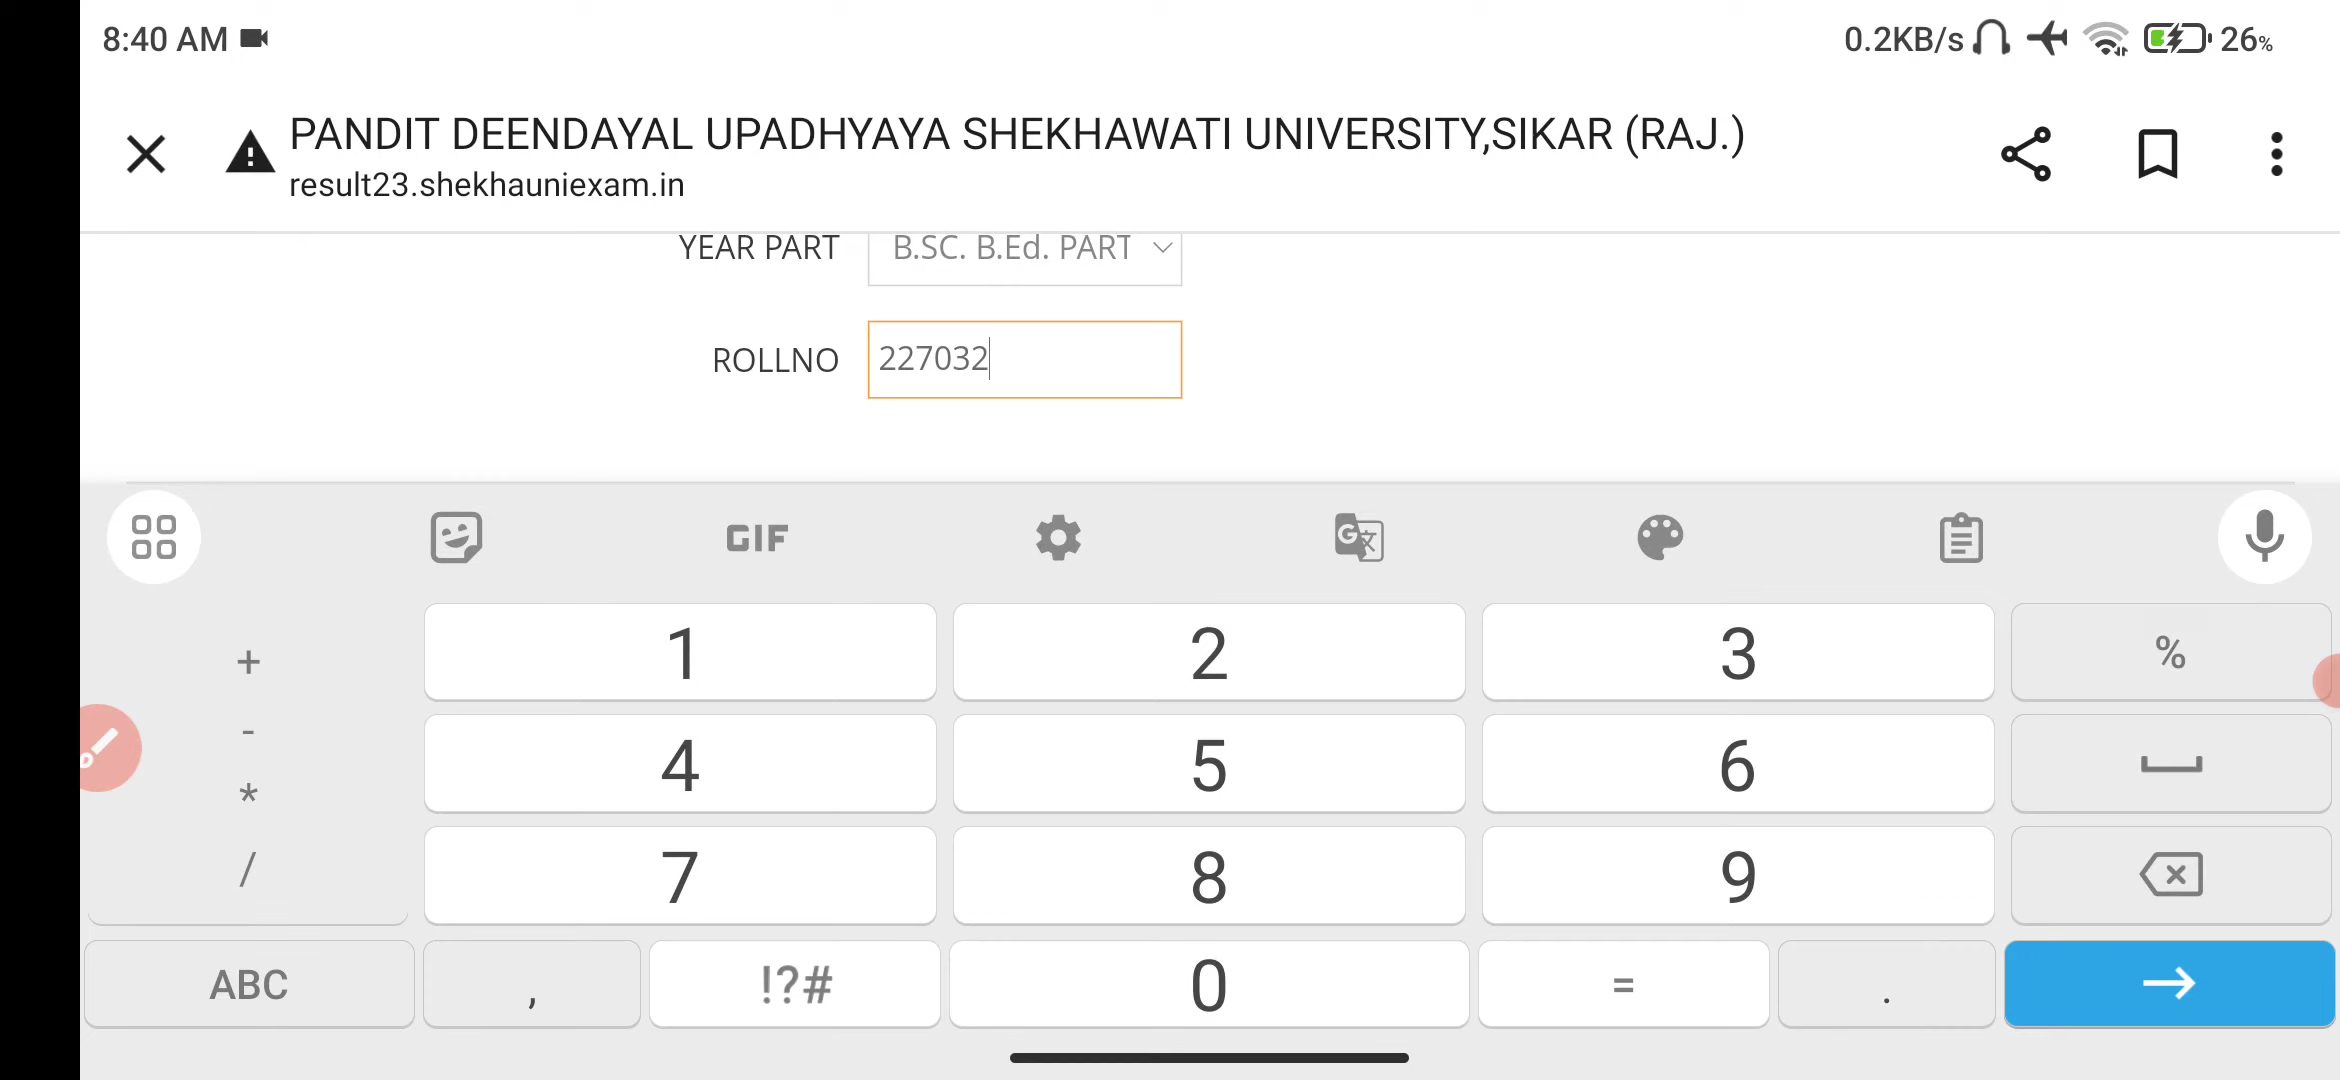 8:40 AM 0.2KB/s 26%
PANDIT DEENDAYAL UPADHYAYA SHEKHAWATI UNIVERSITY,SIKAR (RAJ.)
result23.shekhauniexam.in
YEAR PART B.SC. B.Ed. PART
ROLLNO 227032
GIF
+ 1 2 3 %
- 4 5 6
*
/ 7 8 9
ABC , !?# 0 = .